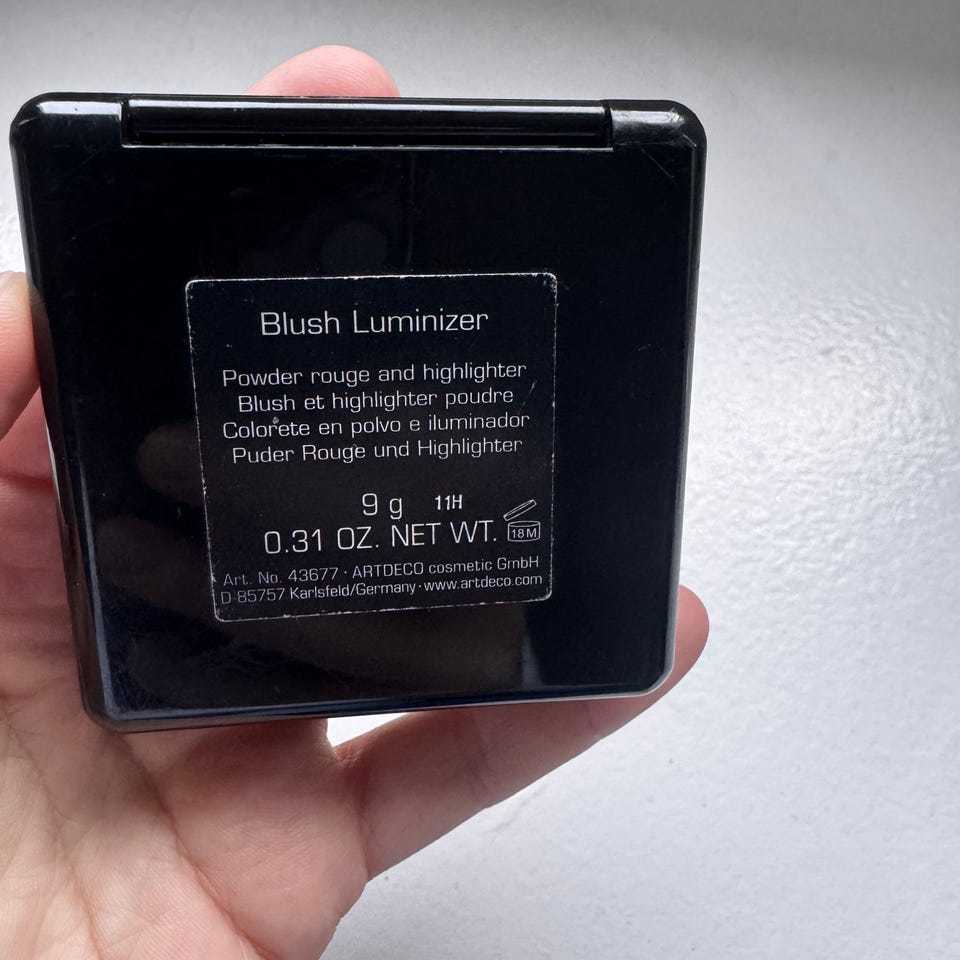 Blush Luminizer
Powder rouge and highlighter
Blush et highlighter poudre
Colorete en polvo e iluminador
Puder Rouge und Highlighter
9 g 11H
0.31 OZ. NET WT. 18M
Art. No. 43677 · ARTDECO cosmetic GmbH
D-85757 Karlsfeld/Germany · www.artdeco.com